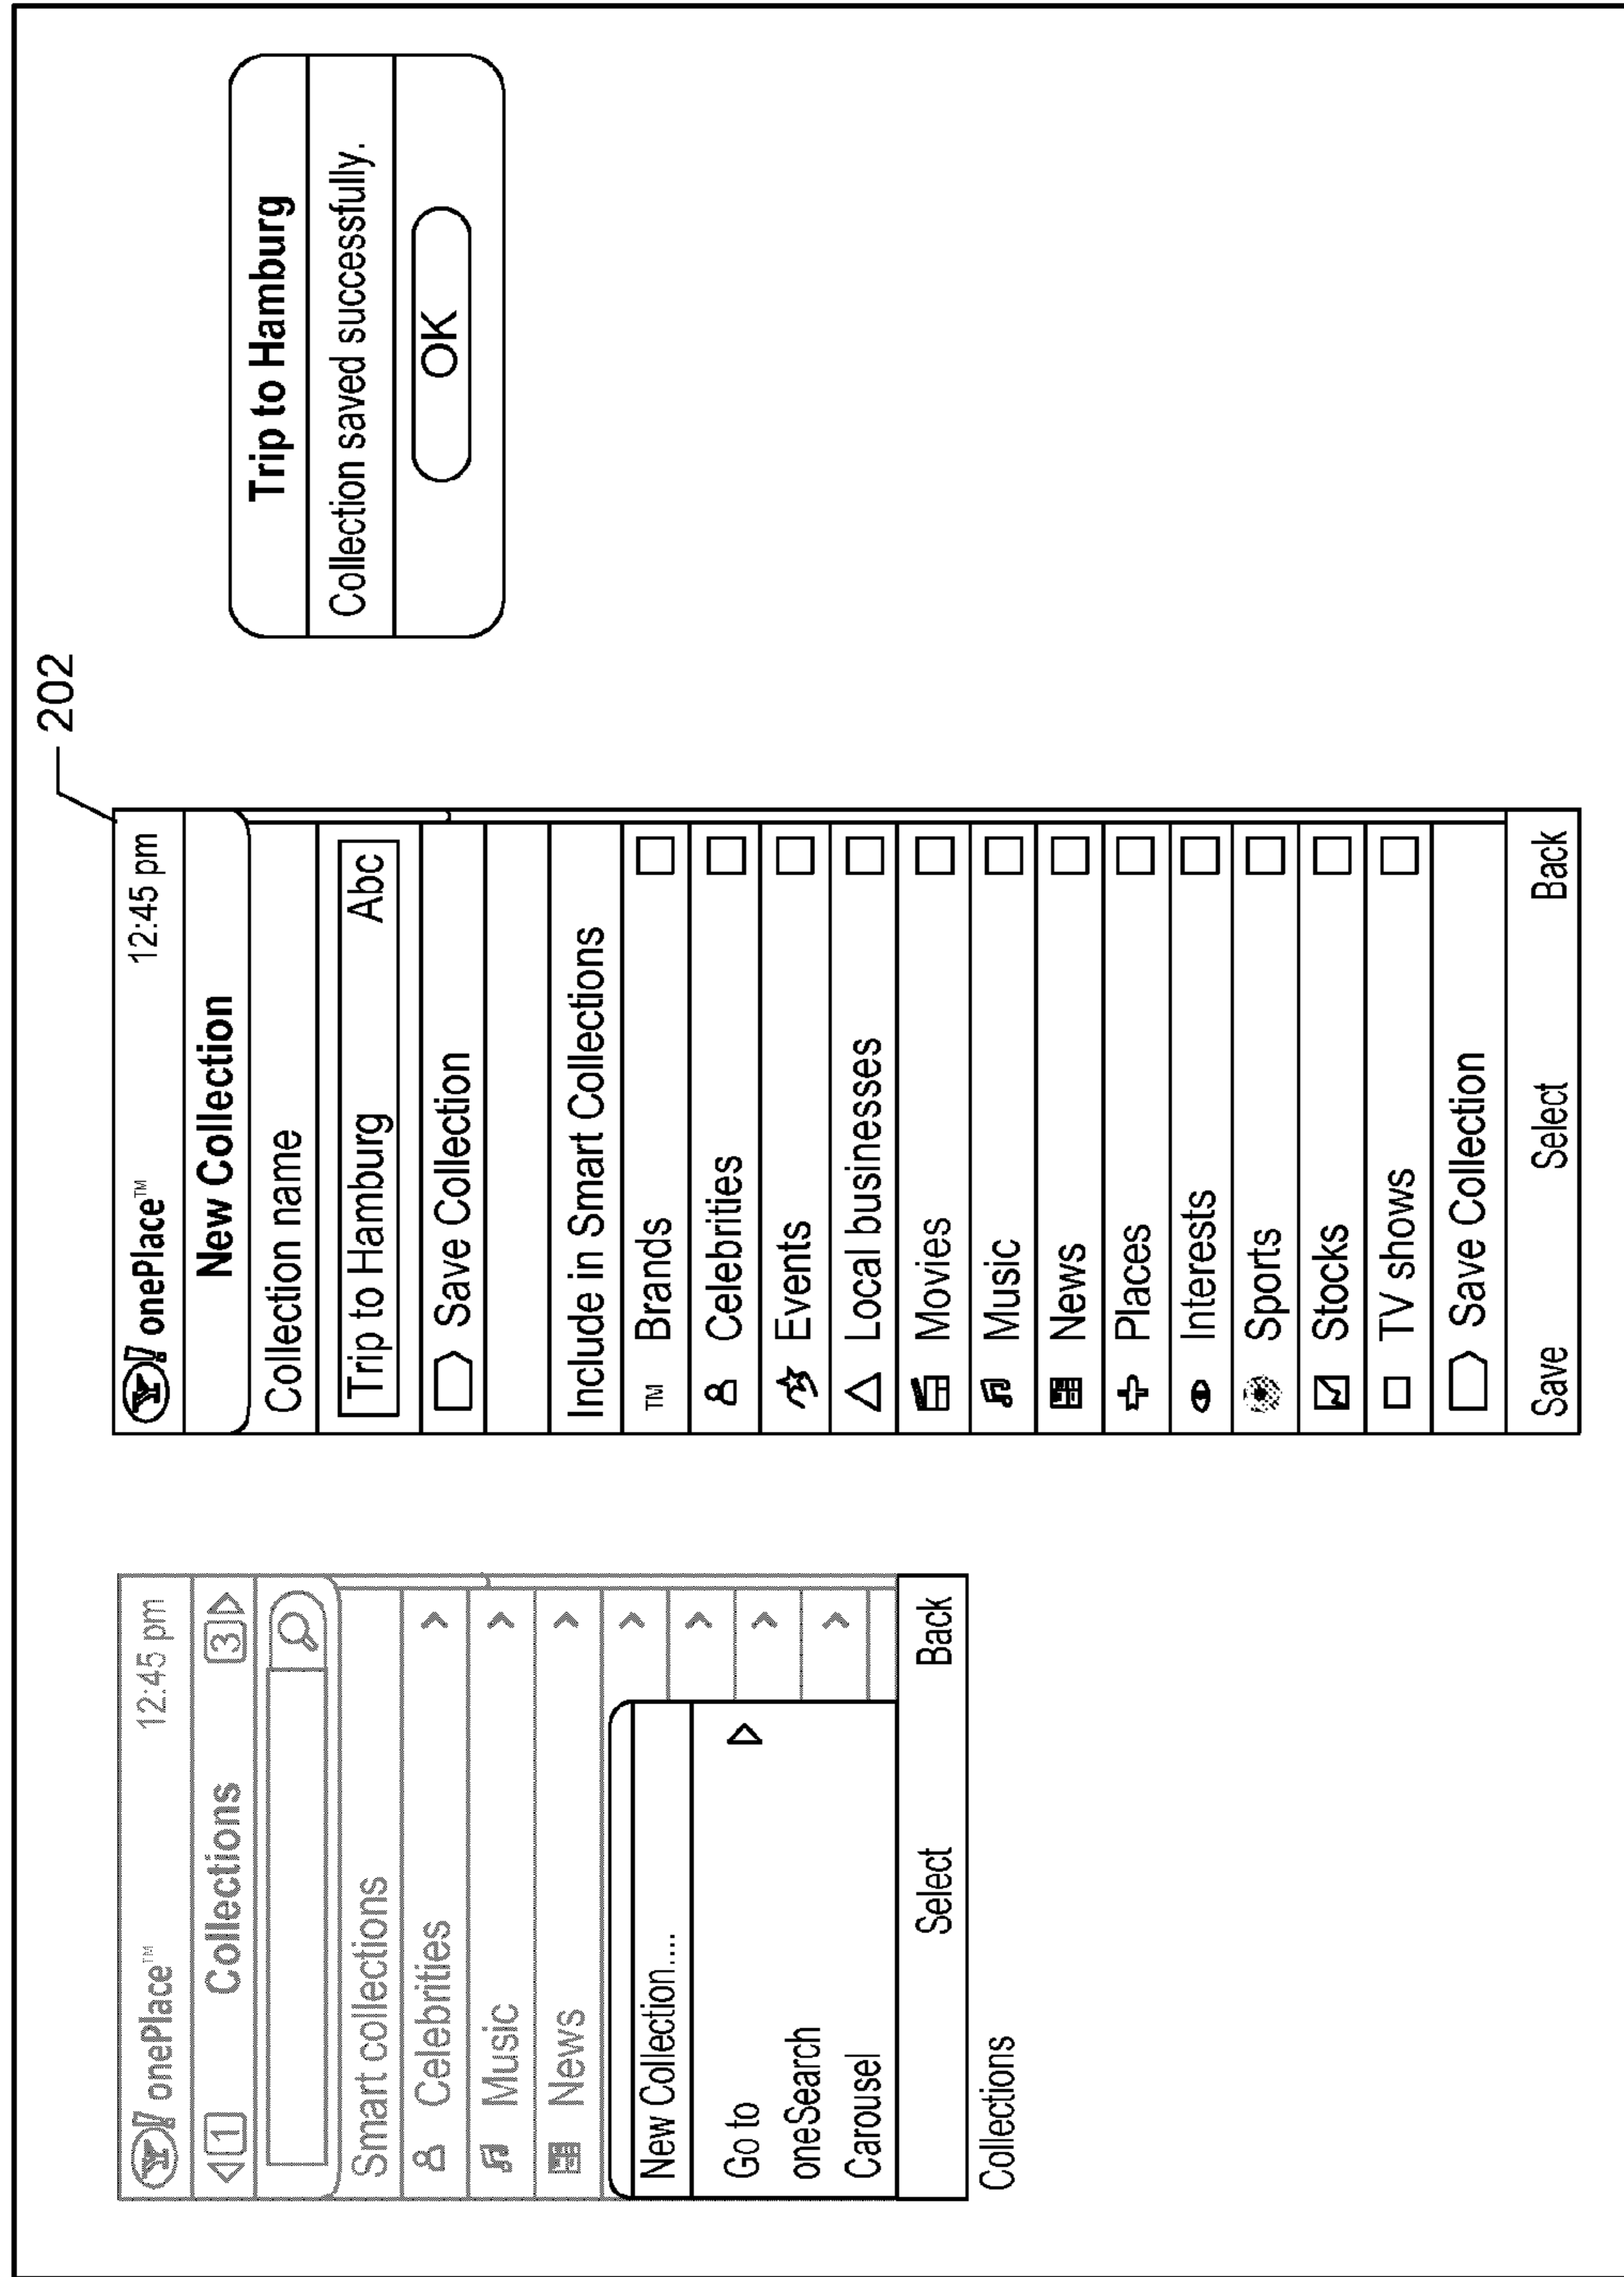 onePlace™ 12:45 pm
1 Collections 3
Smart collections
Celebrities
Music
News
New Collection....
Go to
oneSearch
Carousel
Select Back
Collections
202
onePlace™ 12:45 pm
New Collection
Collection name
Trip to Hamburg Abc
Save Collection
Include in Smart Collections
TM Brands
Celebrities
Events
Local businesses
Movies
Music
News
Places
Interests
Sports
Stocks
TV shows
Save Collection
Save Select Back
Trip to Hamburg
Collection saved successfully.
OK